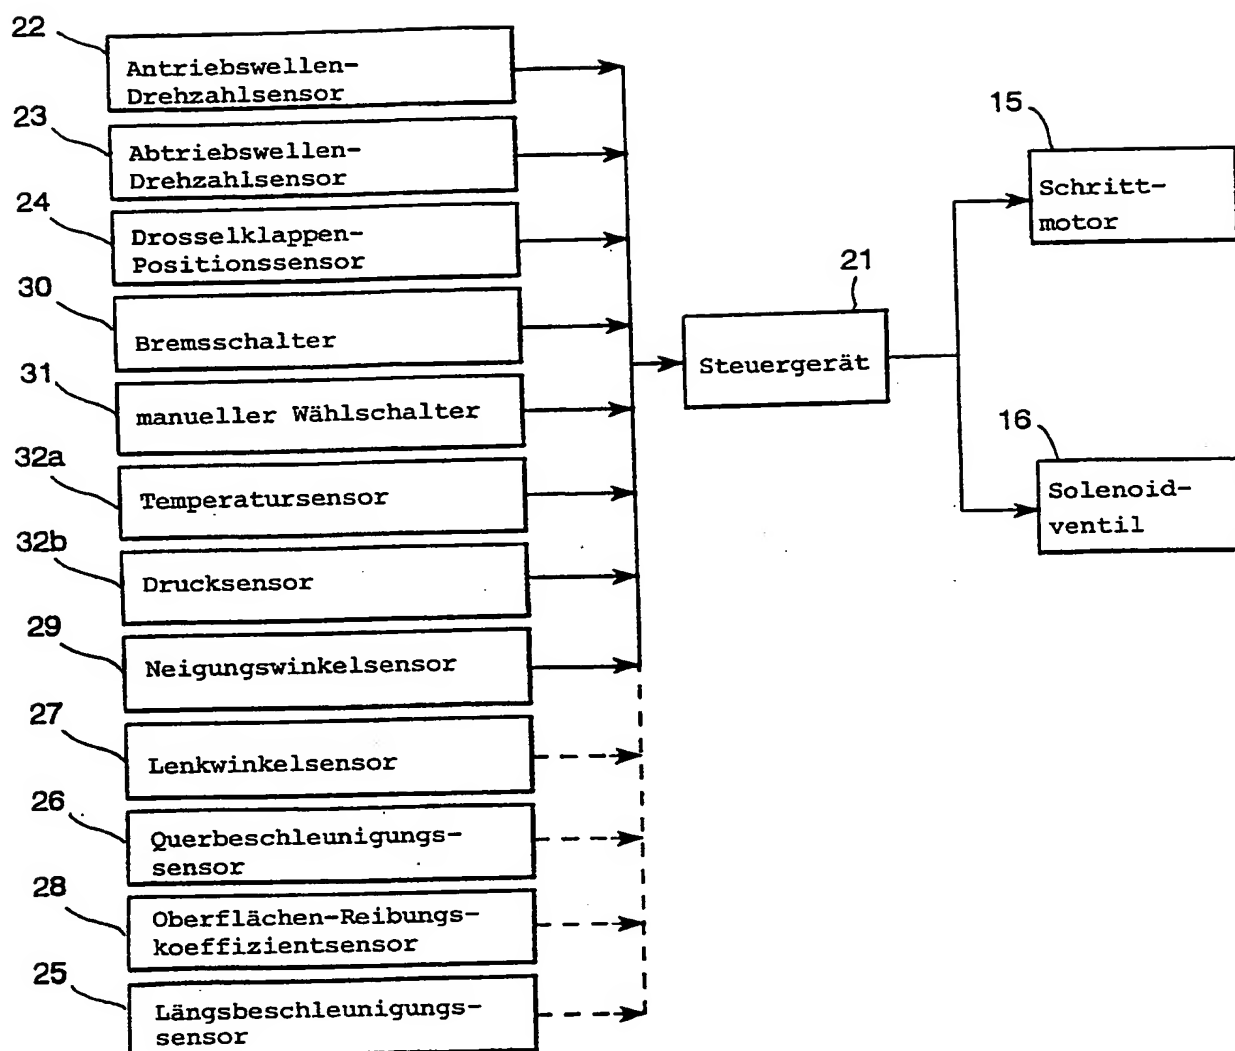 22
Antriebswellen-
Drehzahlsensor
23
Abtriebswellen-
Drehzahlsensor
24
Drosselklappen-
Positionssensor
30
Bremsschalter
31
manueller Wählschalter
32a
Temperatursensor
32b
Drucksensor
29
Neigungswinkelsensor
27
Lenkwinkelsensor
26
Querbeschleunigungs-
sensor
28
Oberflächen-Reibungs-
koeffizientsensor
25
Längsbeschleunigungs-
sensor
21
Steuergerät
15
Schritt-
motor
16
Solenoid-
ventil